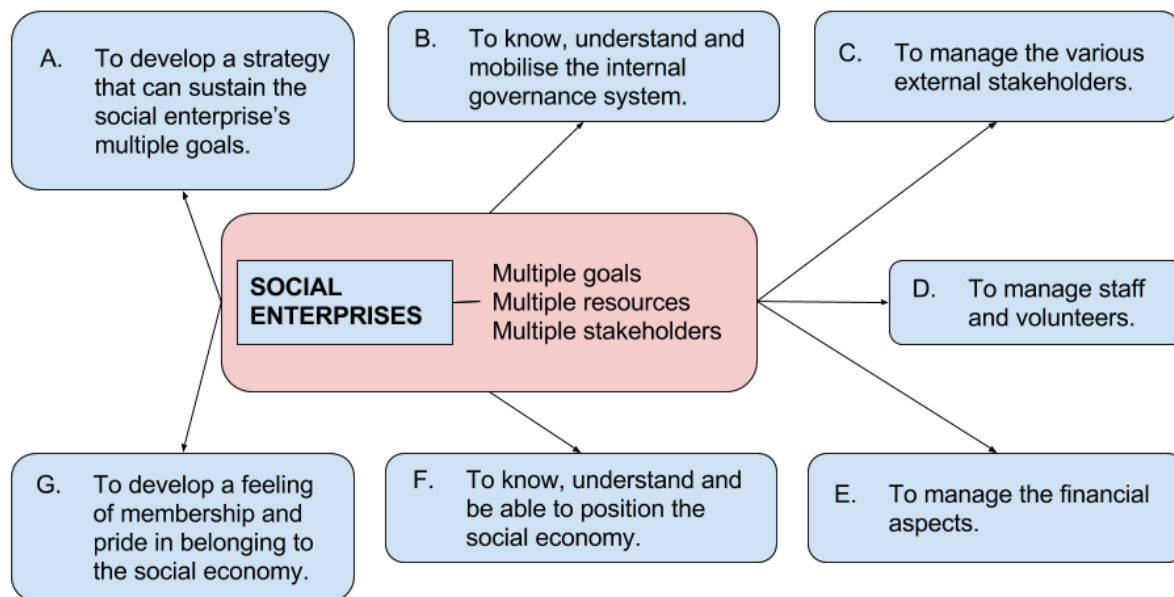 A. To develop a strategy
that can sustain the
social enterprise’s
multiple goals.
B. To know, understand and
mobilise the internal
governance system.
C. To manage the various
external stakeholders.
SOCIAL
ENTERPRISES
Multiple goals
Multiple resources
Multiple stakeholders
D. To manage staff
and volunteers.
G. To develop a feeling
of membership and
pride in belonging to
the social economy.
F. To know, understand and
be able to position the
social economy.
E. To manage the financial
aspects.